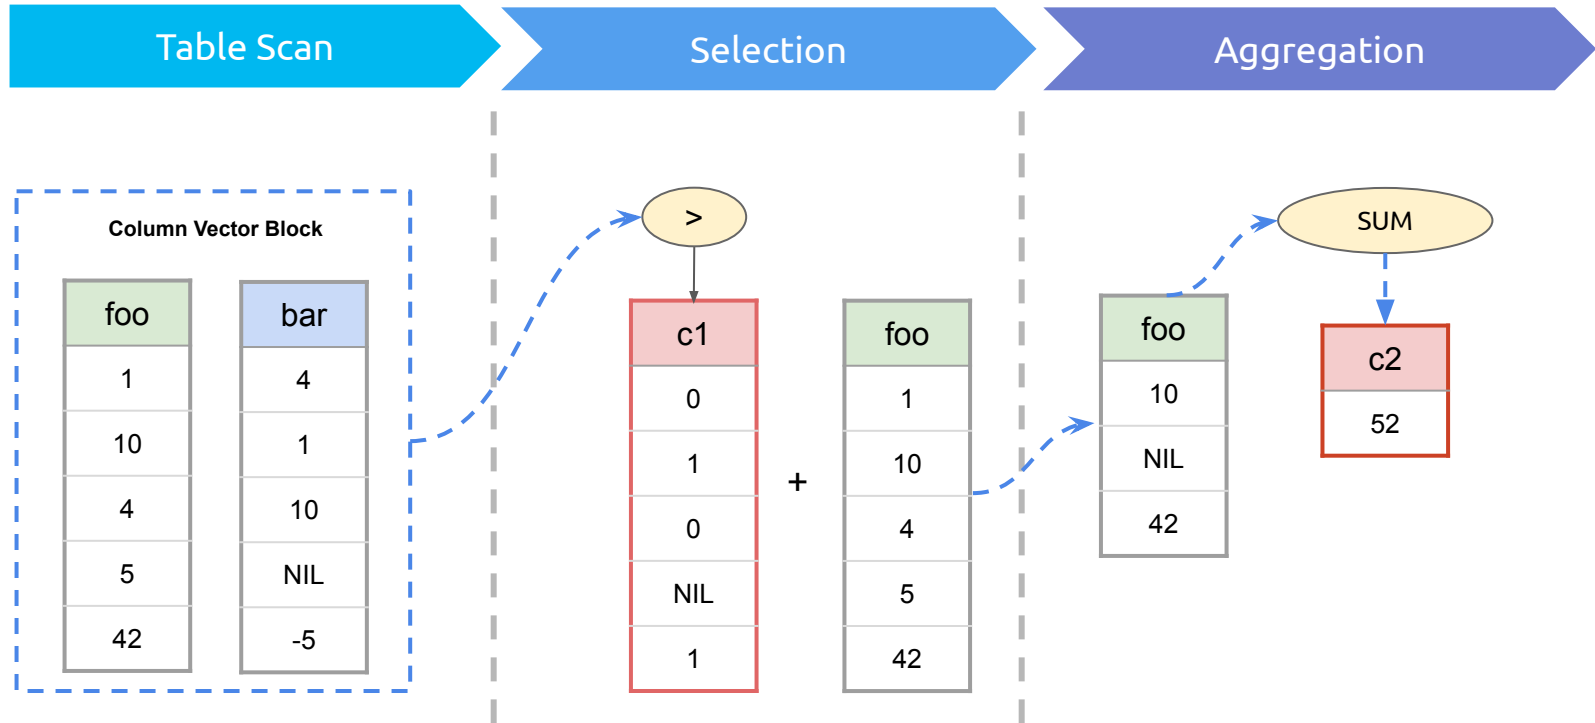 Table Scan
Selection
Aggregation
Column Vector Block
foo
1
10
4
5
42
bar
4
1
10
NIL
-5
>
c1
0
1
0
NIL
1
+
foo
1
10
4
5
42
foo
10
NIL
42
SUM
c2
52